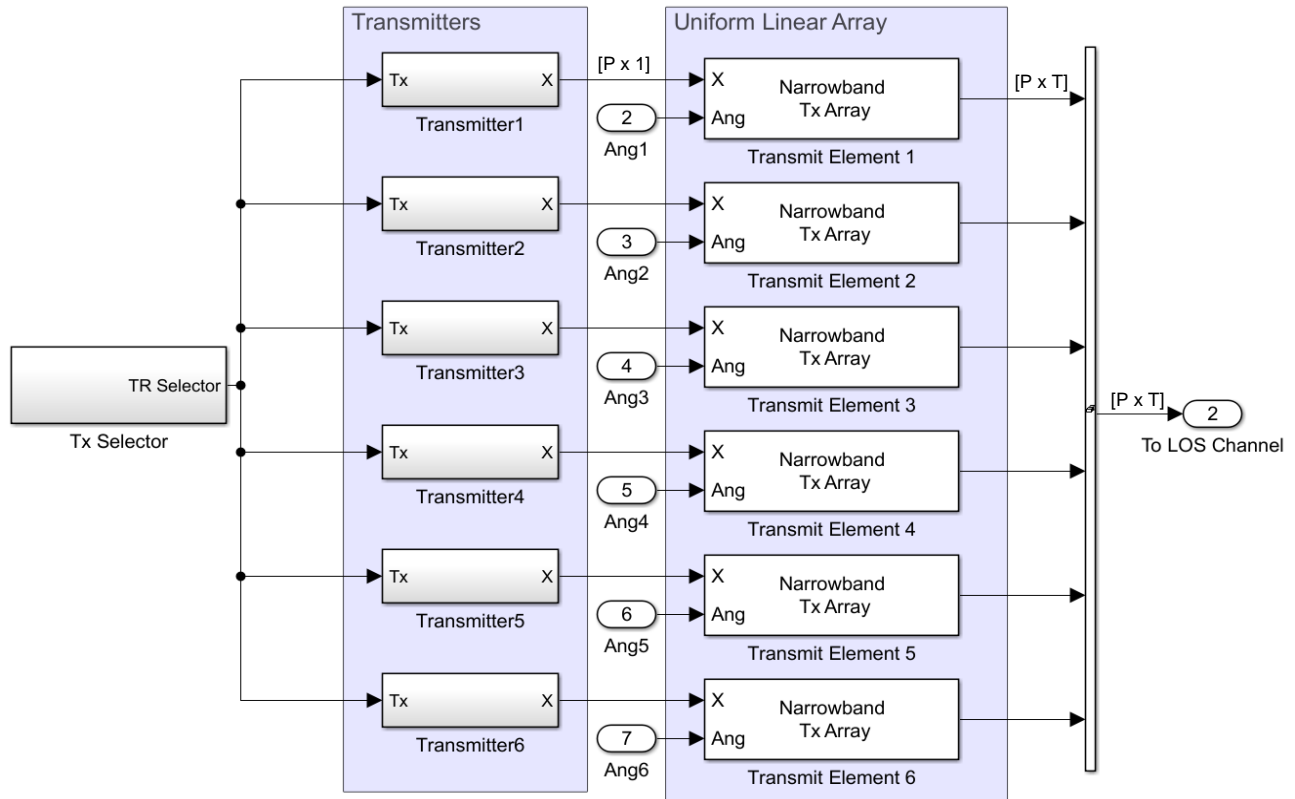 Transmitters
Uniform Linear Array
Tx
X
Transmitter1
[P x 1]
2
Ang1
X
Ang
Narrowband
Tx Array
Transmit Element 1
[P x T]
Tx
X
Transmitter2
3
Ang2
X
Ang
Narrowband
Tx Array
Transmit Element 2
Tx
X
Transmitter3
4
Ang3
X
Ang
Narrowband
Tx Array
Transmit Element 3
TR Selector
Tx Selector
[P x T]
2
To LOS Channel
Tx
X
Transmitter4
5
Ang4
X
Ang
Narrowband
Tx Array
Transmit Element 4
Tx
X
Transmitter5
6
Ang5
X
Ang
Narrowband
Tx Array
Transmit Element 5
Tx
X
Transmitter6
7
Ang6
X
Ang
Narrowband
Tx Array
Transmit Element 6